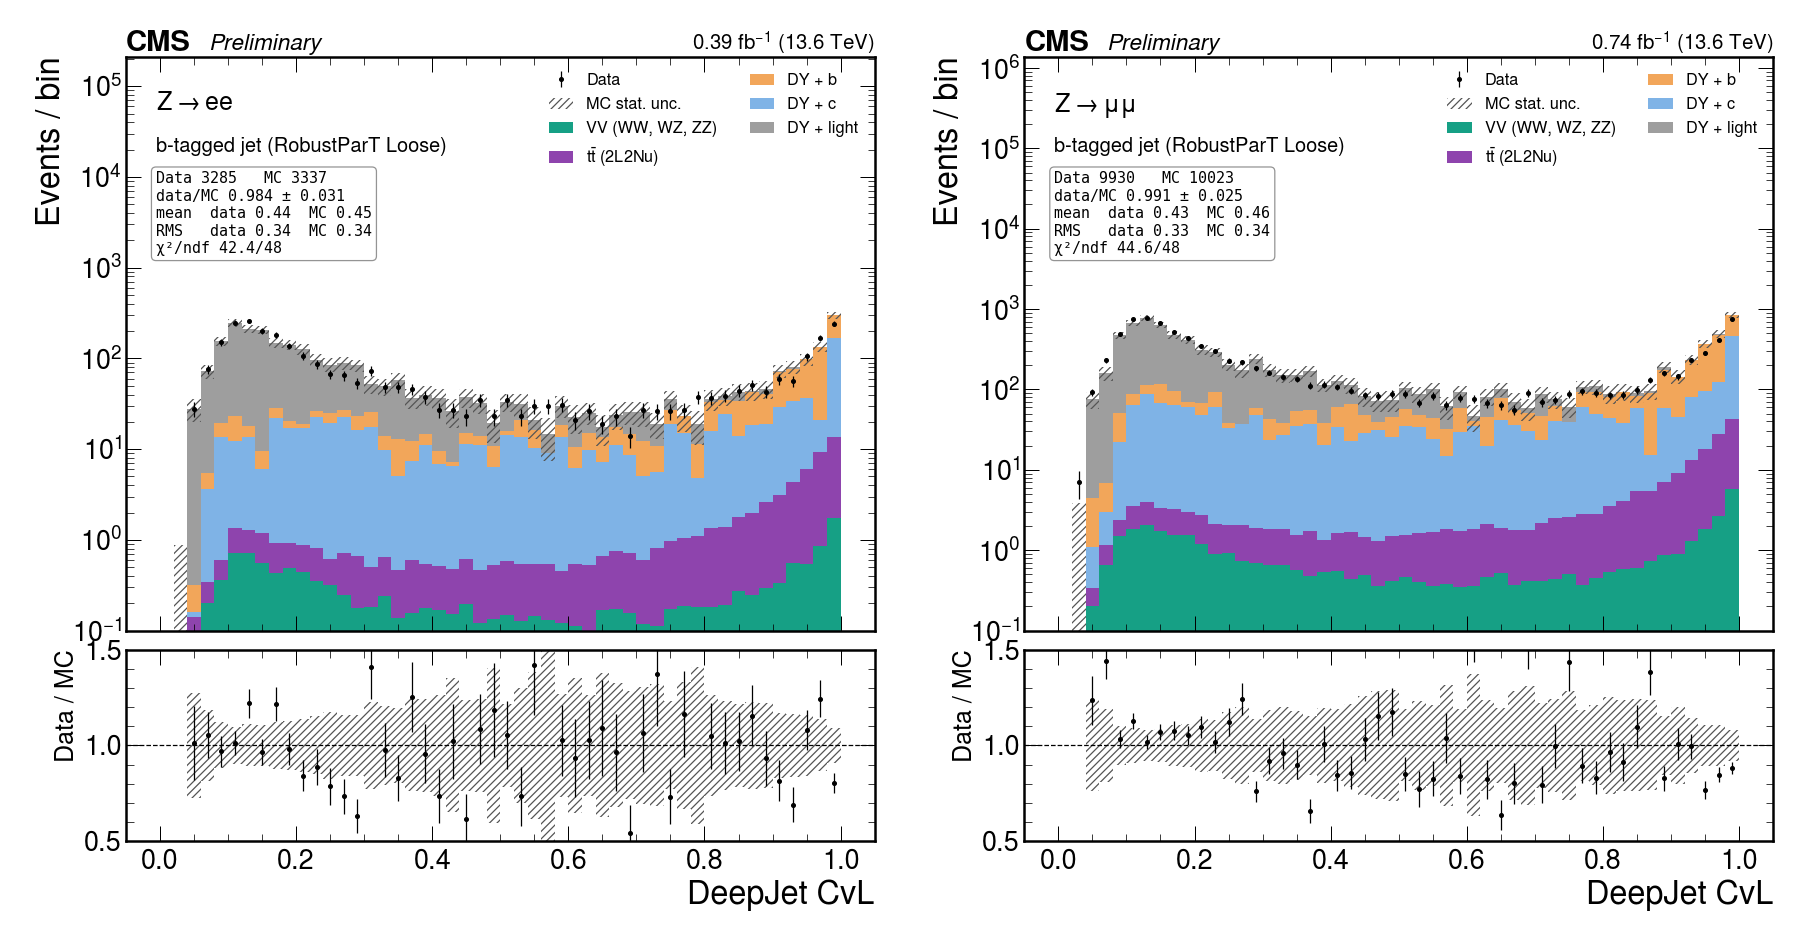 CMS Preliminary 0.39 fb⁻¹ (13.6 TeV)
Events / bin
10⁵
10⁴
10³
10²
10¹
10⁰
10⁻¹
Z → ee
b-tagged jet (RobustParT Loose)
Data 3285 MC 3337
data/MC 0.984 ± 0.031
mean data 0.44 MC 0.45
RMS data 0.34 MC 0.34
χ²/ndf 42.4/48
Data
MC stat. unc.
VV (WW, WZ, ZZ)
tt̄ (2L2Nu)
DY + b
DY + c
DY + light
Data / MC
1.5
1.0
0.5
0.0 0.2 0.4 0.6 0.8 1.0
DeepJet CvL
CMS Preliminary 0.74 fb⁻¹ (13.6 TeV)
Events / bin
10⁶
10⁵
10⁴
10³
10²
10¹
10⁰
10⁻¹
Z → μμ
b-tagged jet (RobustParT Loose)
Data 9930 MC 10023
data/MC 0.991 ± 0.025
mean data 0.43 MC 0.46
RMS data 0.33 MC 0.34
χ²/ndf 44.6/48
Data
MC stat. unc.
VV (WW, WZ, ZZ)
tt̄ (2L2Nu)
DY + b
DY + c
DY + light
Data / MC
1.5
1.0
0.5
0.0 0.2 0.4 0.6 0.8 1.0
DeepJet CvL